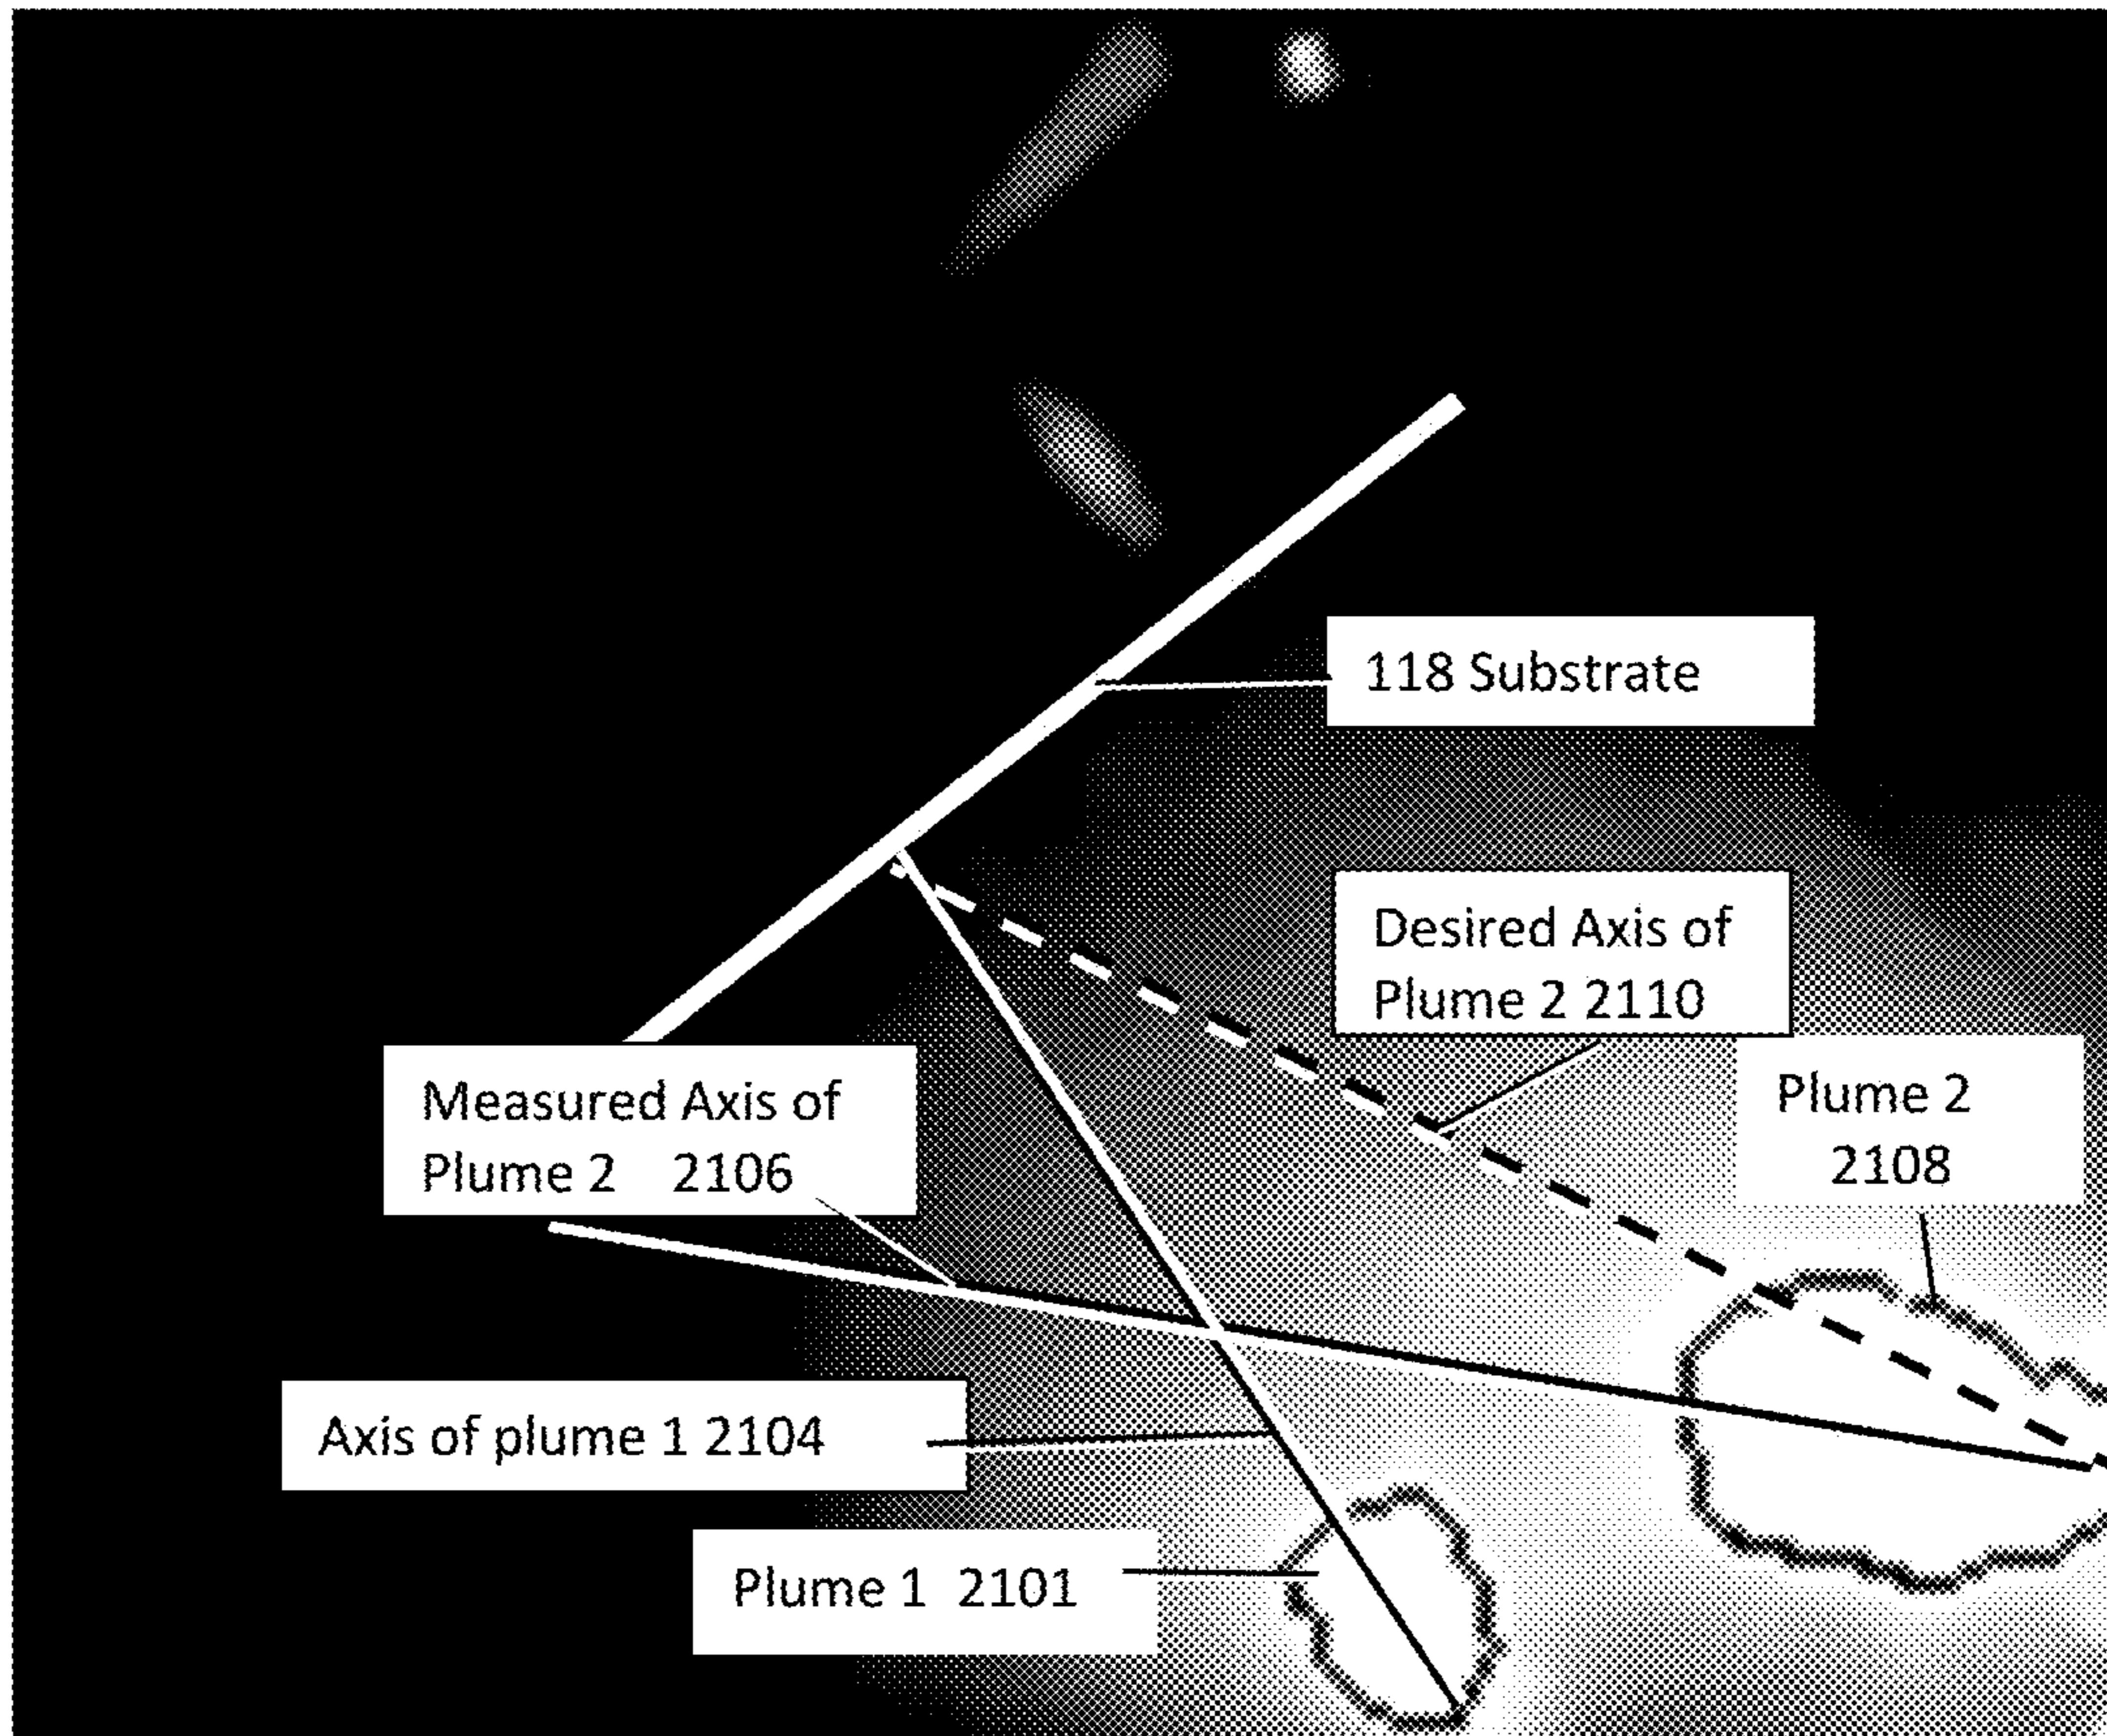 118 Substrate
Desired Axis of
Plume 2 2110
Measured Axis of
Plume 2 2106
Plume 2
2108
Axis of plume 1 2104
Plume 1 2101